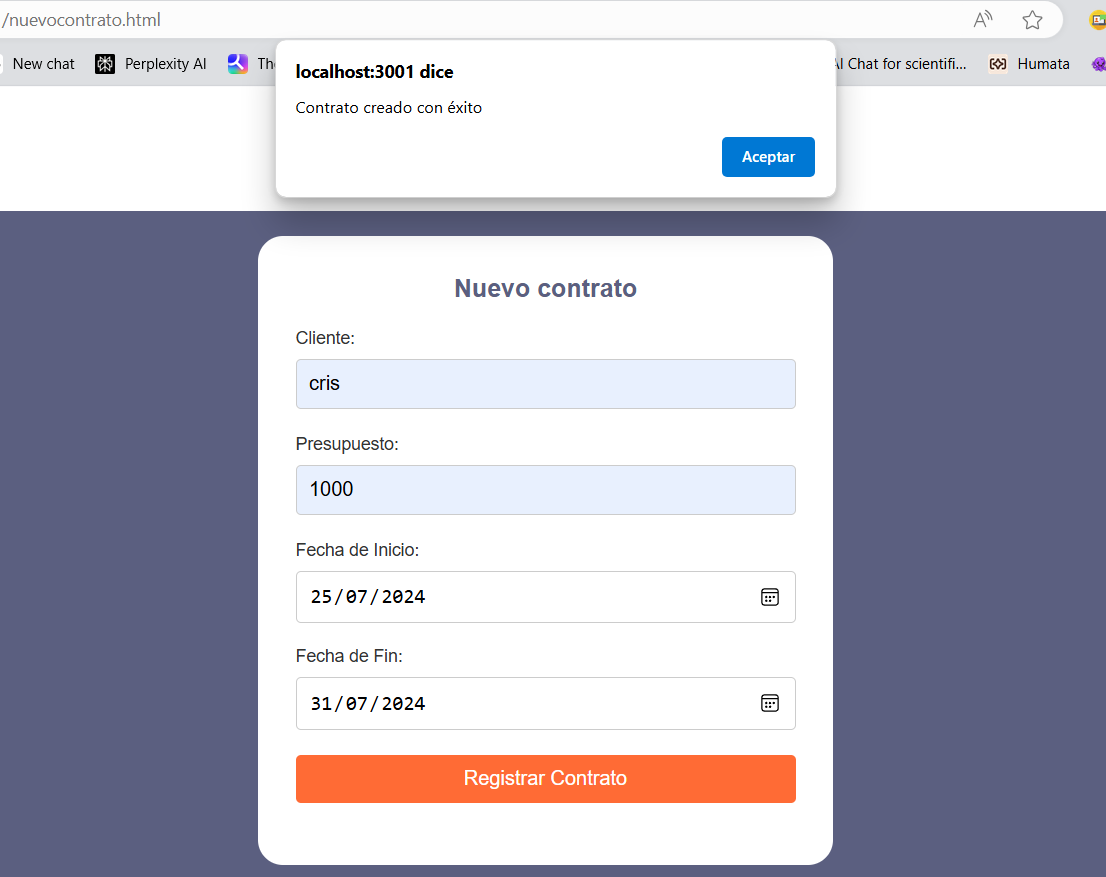 /nuevocontrato.html
New chat
Perplexity AI
AI Chat for scientifi...
Humata
localhost:3001 dice
Contrato creado con éxito
Aceptar
Nuevo contrato
Cliente:
cris
Presupuesto:
1000
Fecha de Inicio:
25/07/2024
Fecha de Fin:
31/07/2024
Registrar Contrato